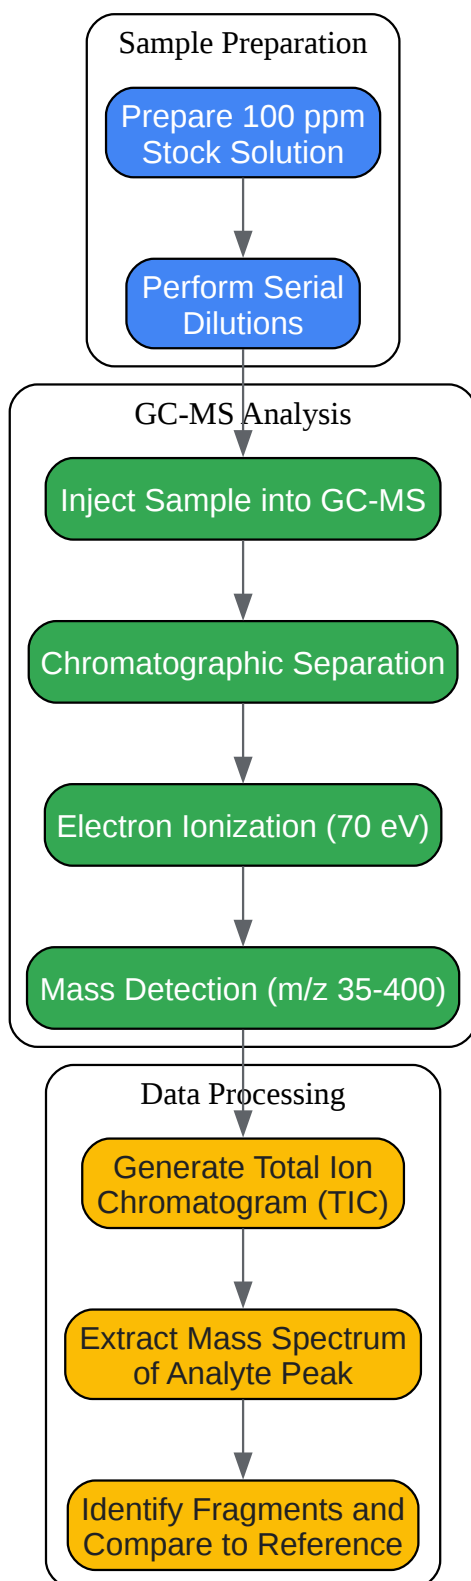 Sample Preparation
Prepare 100 ppm
Stock Solution
Perform Serial
Dilutions
GC-MS Analysis
Inject Sample into GC-MS
Chromatographic Separation
Electron Ionization (70 eV)
Mass Detection (m/z 35-400)
Data Processing
Generate Total Ion
Chromatogram (TIC)
Extract Mass Spectrum
of Analyte Peak
Identify Fragments and
Compare to Reference